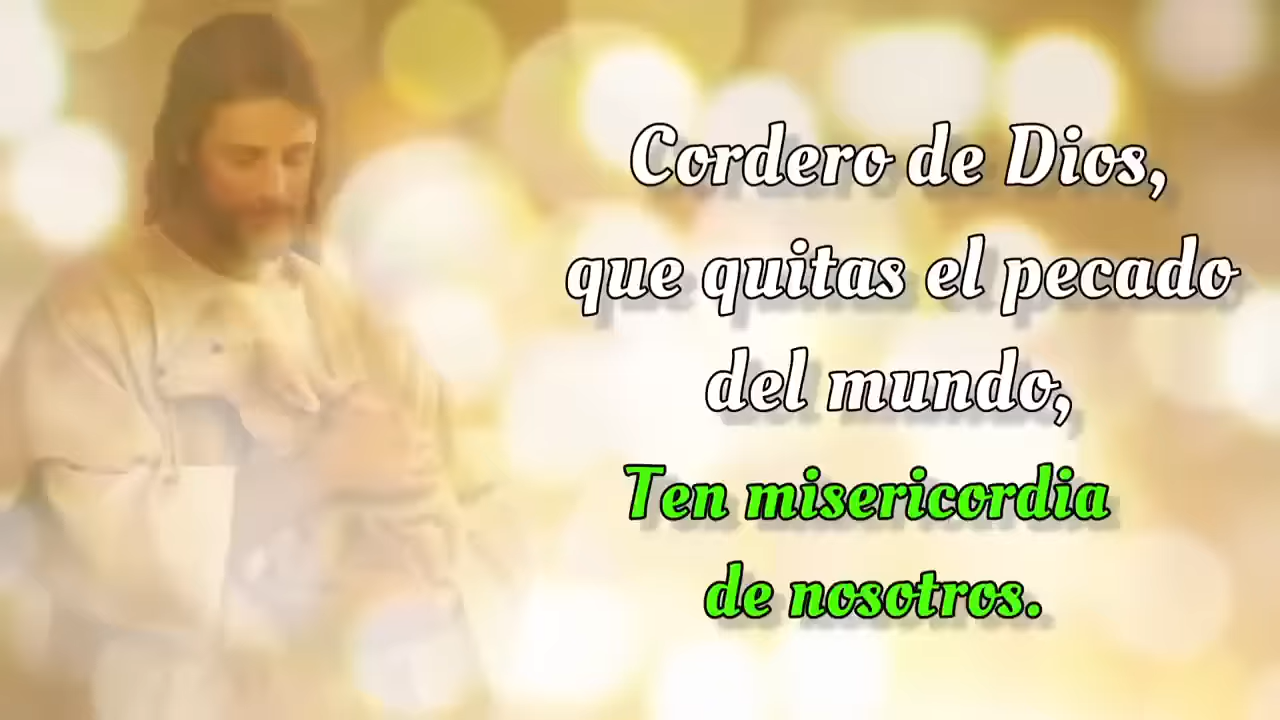 Cordero de Dios,
que quitas el pecado
del mundo,
Ten misericordia
de nosotros.